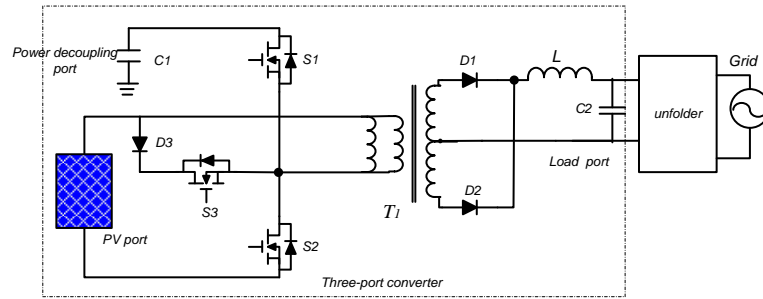 Power decoupling
port
C1
S1
D1
L
Grid
D3
C2
unfolder
S3
Load port
PV port
S2
T1
D2
Three-port converter